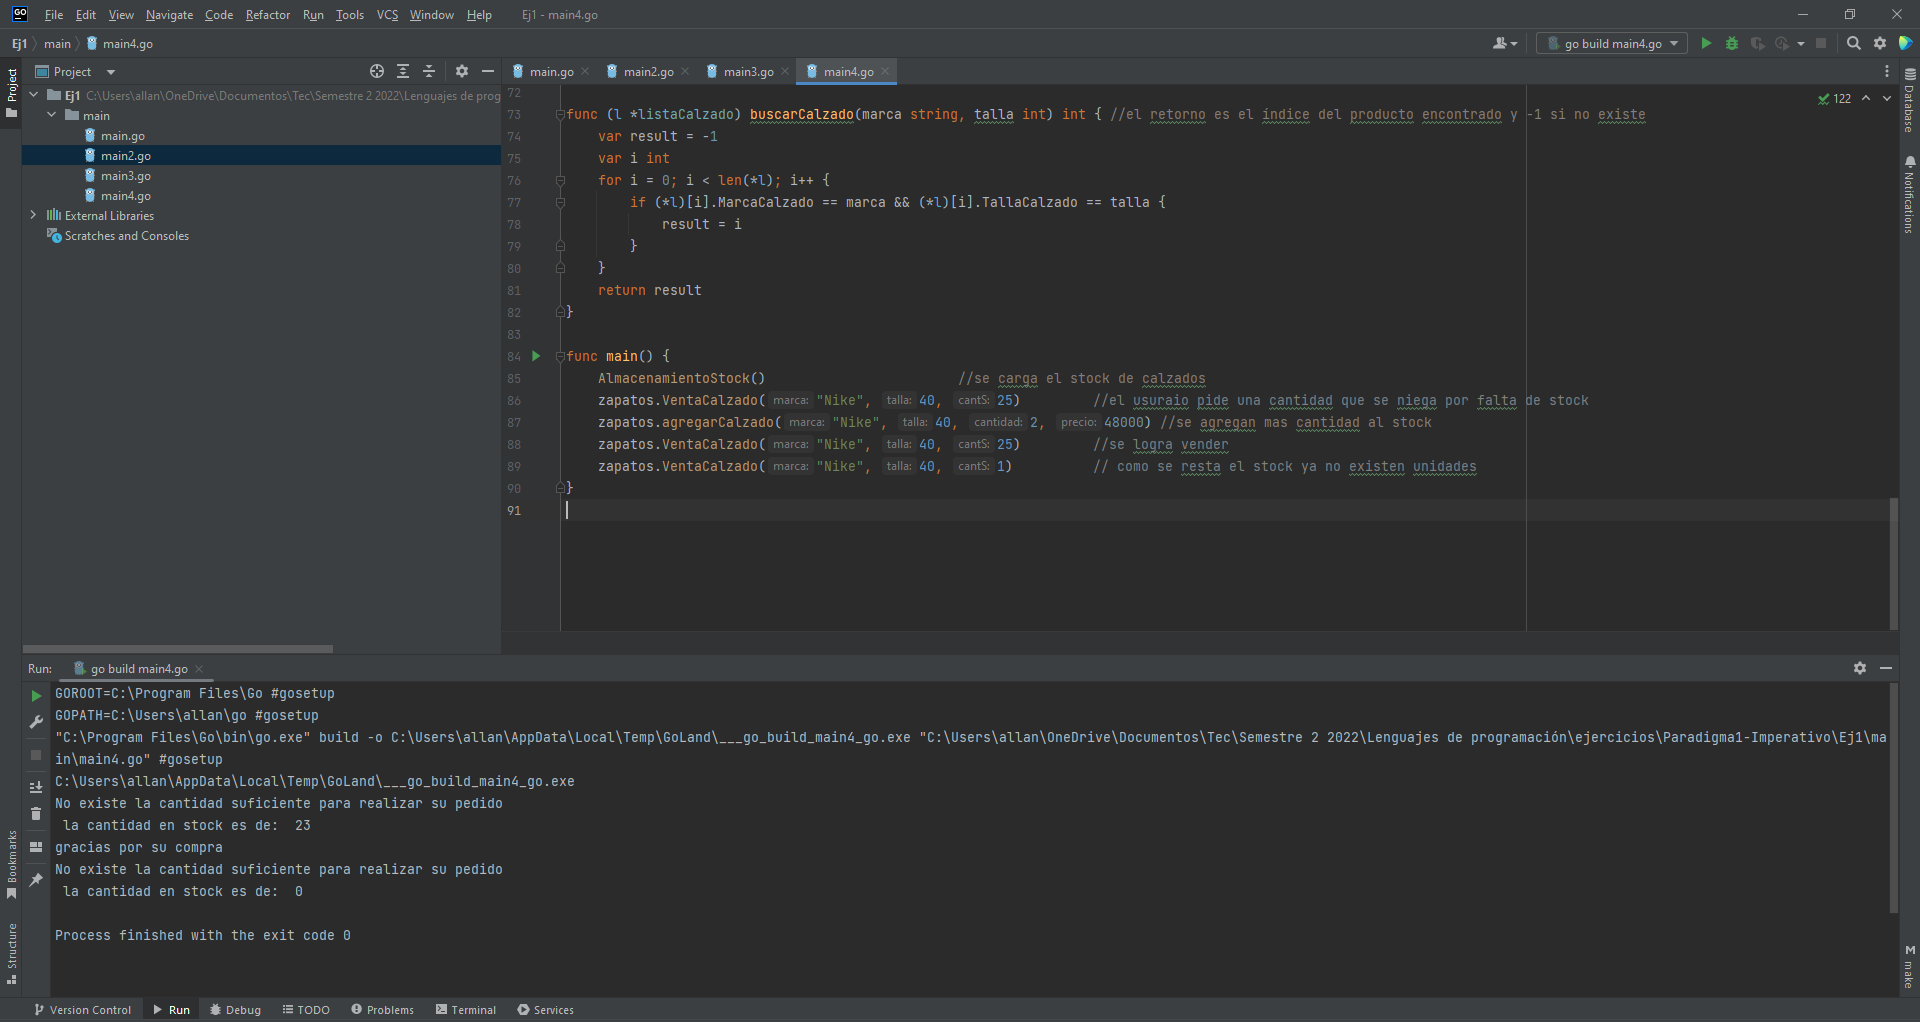 File Edit View Navigate Code Refactor Run Tools VCS Window Help Ej1 - main4.go
Ej1 main main4.go
go build main4.go
Project
main.go main2.go main3.go main4.go
Ej1 C:\Users\allan\OneDrive\Documentos\Tec\Semestre 2 2022\Lenguajes de prog
main
main.go
main2.go
main3.go
main4.go
External Libraries
Scratches and Consoles
Project
Bookmarks
Structure
Database
Notifications
make
122
72
73 func (l *listaCalzado) buscarCalzado(marca string, talla int) int { //el retorno es el índice del producto encontrado y -1 si no existe
74 var result = -1
75 var i int
76 for i = 0; i < len(*l); i++ {
77 if (*l)[i].MarcaCalzado == marca && (*l)[i].TallaCalzado == talla {
78 result = i
79 }
80 }
81 return result
82 }
83
84 func main() {
85 AlmacenamientoStock() //se carga el stock de calzados
86 zapatos.VentaCalzado( marca: "Nike", talla: 40, cantS: 25) //el usuraio pide una cantidad que se niega por falta de stock
87 zapatos.agregarCalzado( marca: "Nike", talla: 40, cantidad: 2, precio: 48000) //se agregan mas cantidad al stock
88 zapatos.VentaCalzado( marca: "Nike", talla: 40, cantS: 25) //se logra vender
89 zapatos.VentaCalzado( marca: "Nike", talla: 40, cantS: 1) // como se resta el stock ya no existen unidades
90 }
91
Run: go build main4.go
GOROOT=C:\Program Files\Go #gosetup
GOPATH=C:\Users\allan\go #gosetup
"C:\Program Files\Go\bin\go.exe" build -o C:\Users\allan\AppData\Local\Temp\GoLand\___go_build_main4_go.exe "C:\Users\allan\OneDrive\Documentos\Tec\Semestre 2 2022\Lenguajes de programación\ejercicios\Paradigma1-Imperativo\Ej1\ma
in\main4.go" #gosetup
C:\Users\allan\AppData\Local\Temp\GoLand\___go_build_main4_go.exe
No existe la cantidad suficiente para realizar su pedido
la cantidad en stock es de: 23
gracias por su compra
No existe la cantidad suficiente para realizar su pedido
la cantidad en stock es de: 0
Process finished with the exit code 0
Version Control Run Debug TODO Problems Terminal Services